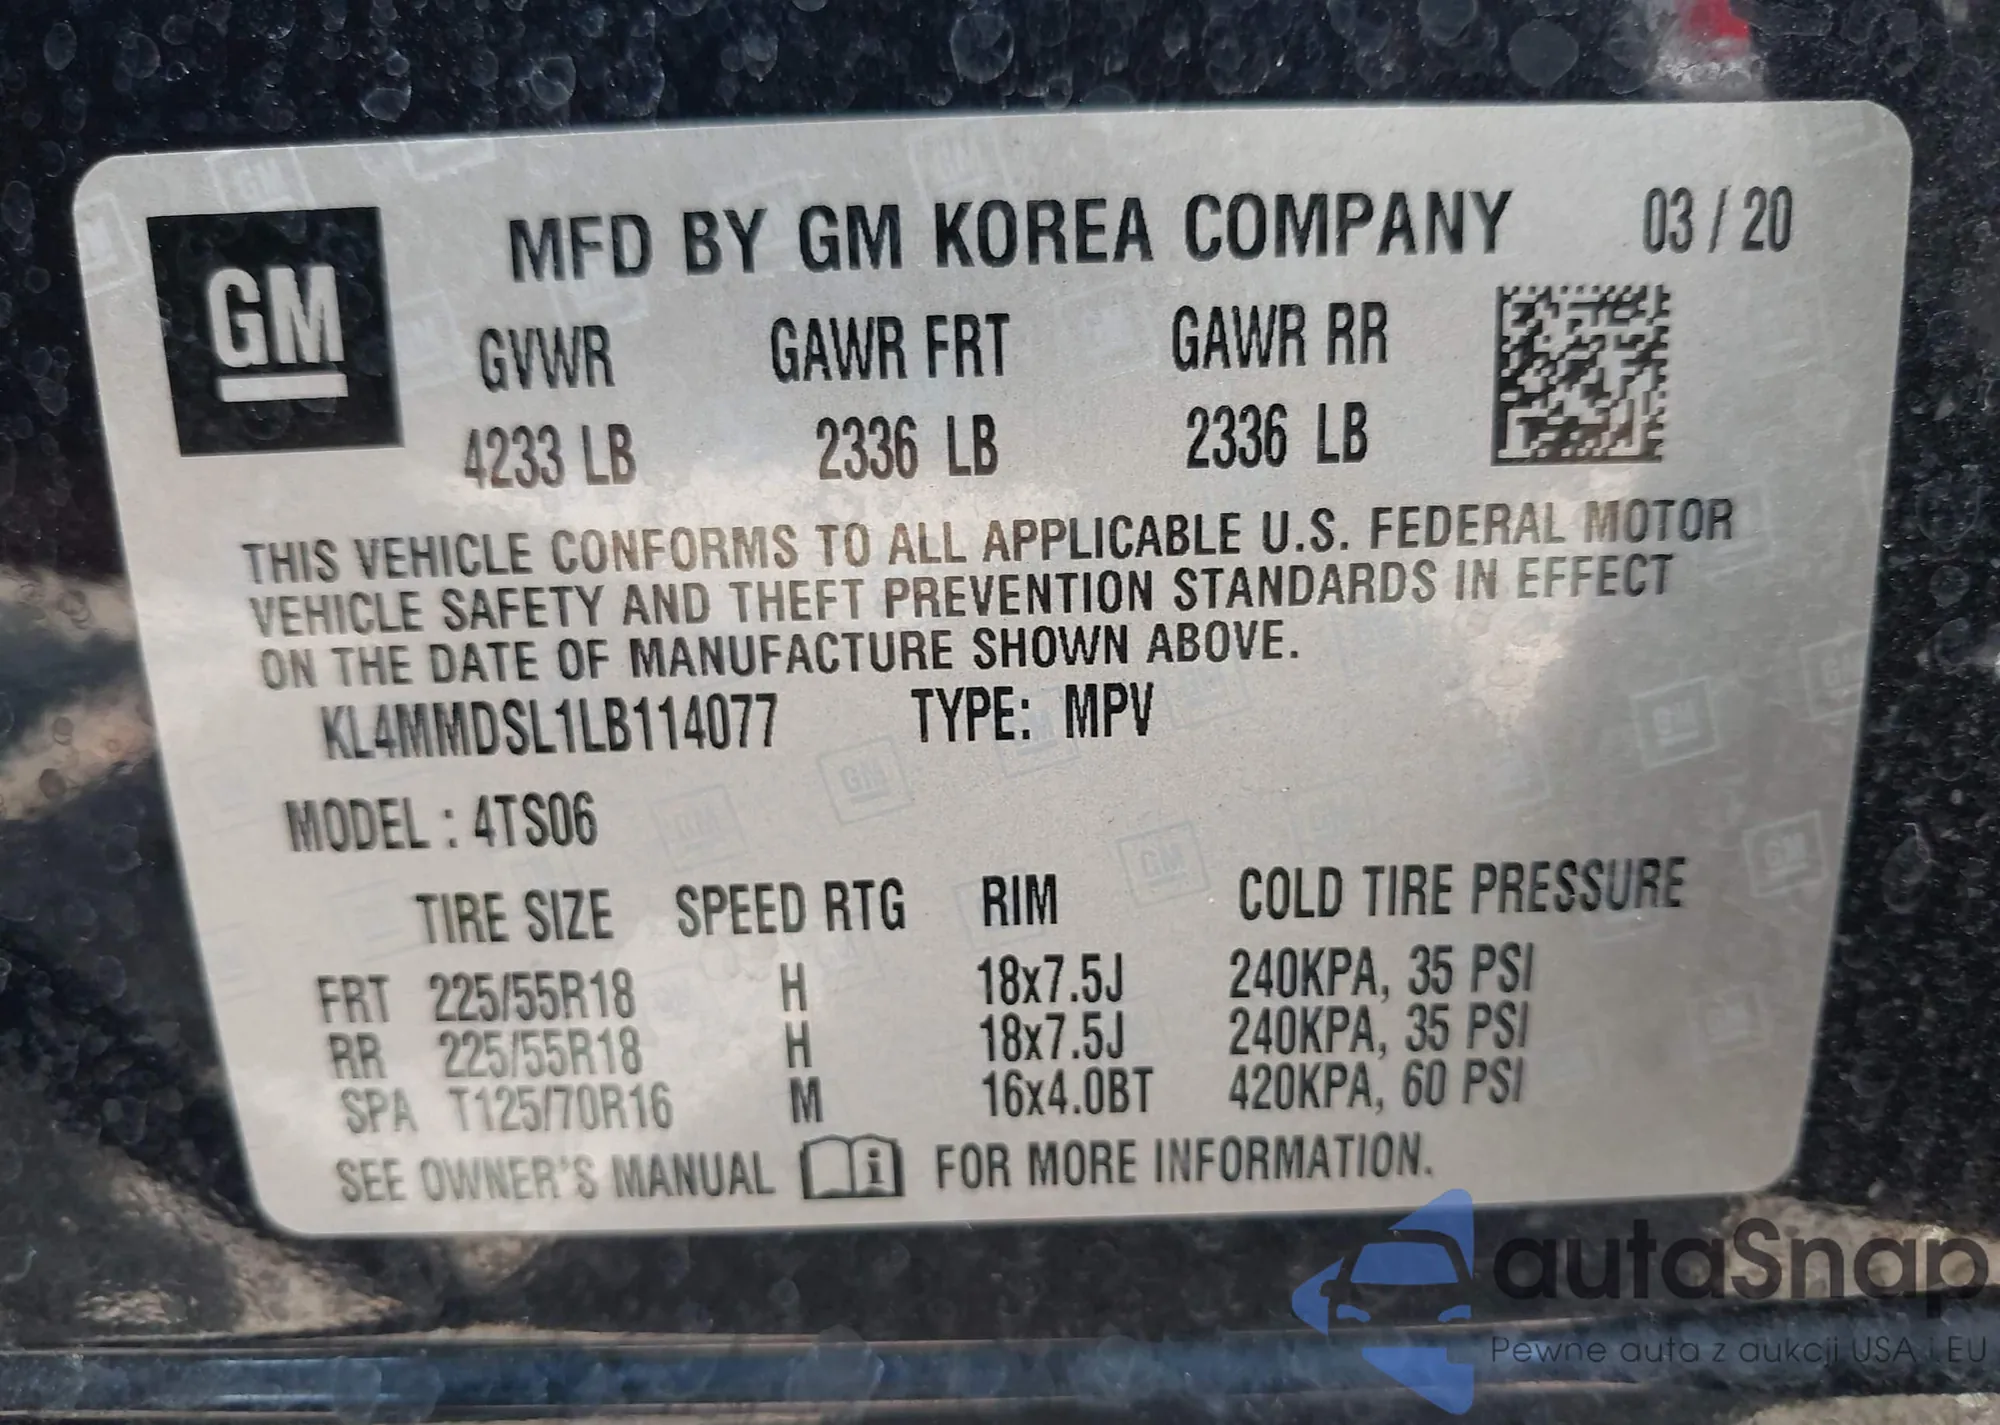 GM
MFD BY GM KOREA COMPANY 03 / 20
GVWR GAWR FRT GAWR RR
4233 LB 2336 LB 2336 LB
THIS VEHICLE CONFORMS TO ALL APPLICABLE U.S. FEDERAL MOTOR
VEHICLE SAFETY AND THEFT PREVENTION STANDARDS IN EFFECT
ON THE DATE OF MANUFACTURE SHOWN ABOVE.
KL4MMDSL1LB114077 TYPE: MPV
MODEL : 4TS06
TIRE SIZE SPEED RTG RIM COLD TIRE PRESSURE
FRT 225/55R18 H 18x7.5J 240KPA, 35 PSI
RR 225/55R18 H 18x7.5J 240KPA, 35 PSI
SPA T125/70R16 M 16x4.0BT 420KPA, 60 PSI
SEE OWNER'S MANUAL i FOR MORE INFORMATION.
autaSnap
Pewne auta z aukcji USA i EU